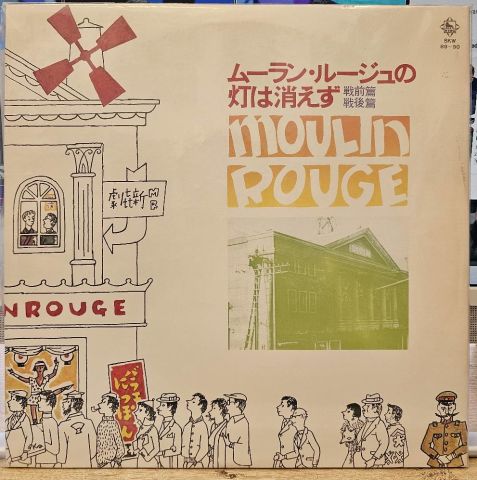 SKW
89-90
ムーラン・ルージュの
灯は消えず 戦前篇
戦後篇
MOULIN
ROUGE
NROUGE